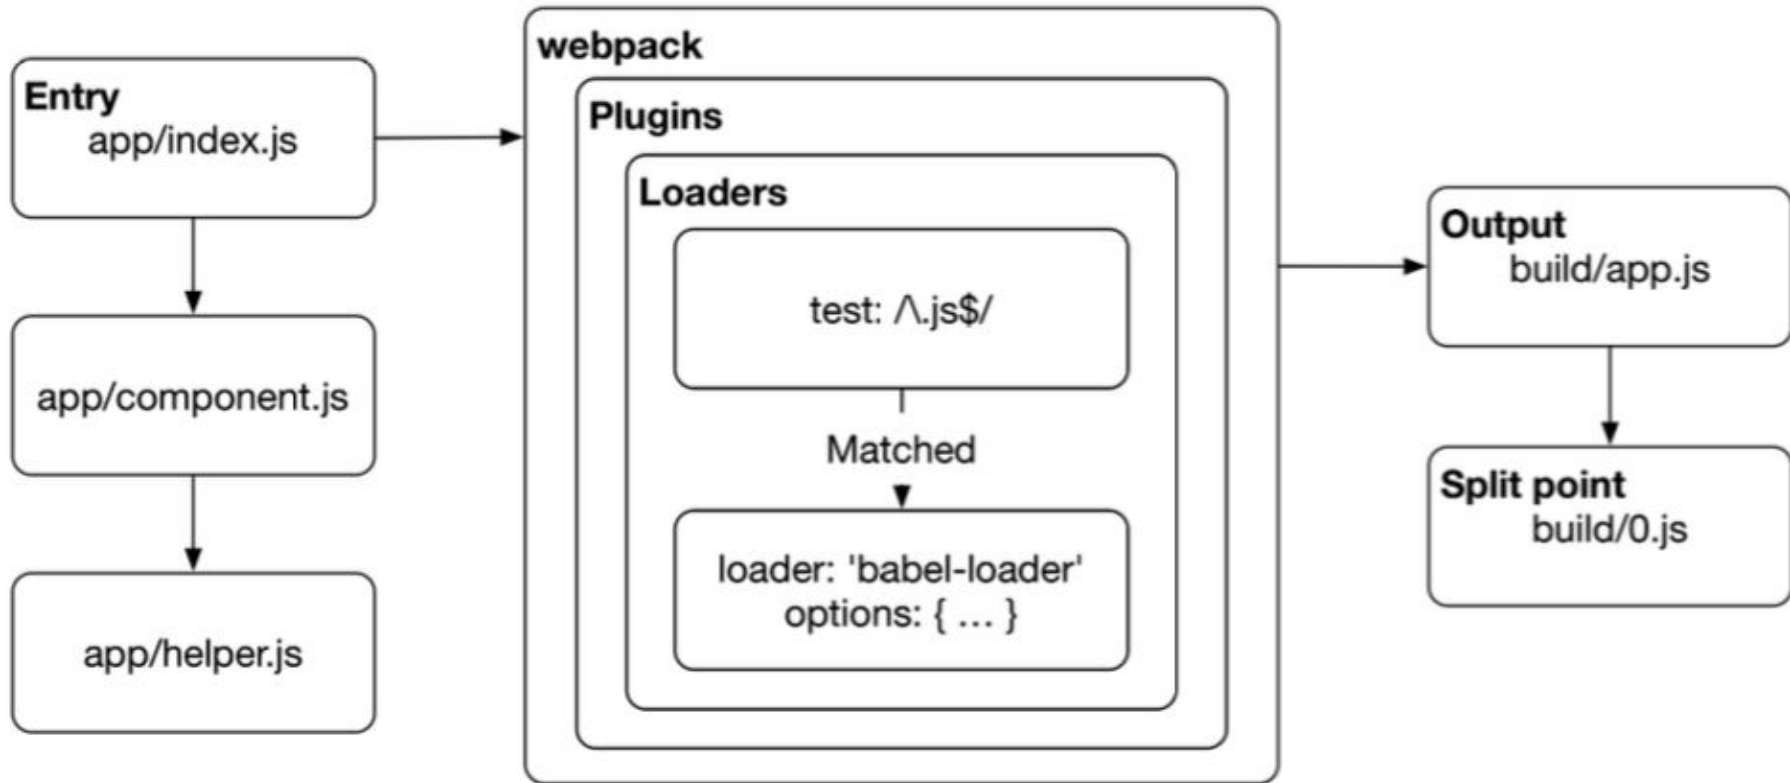 Entry
app/index.js
app/component.js
app/helper.js
webpack
Plugins
Loaders
test: /\.js$/
Matched
loader: 'babel-loader'
options: { ... }
Output
build/app.js
Split point
build/0.js